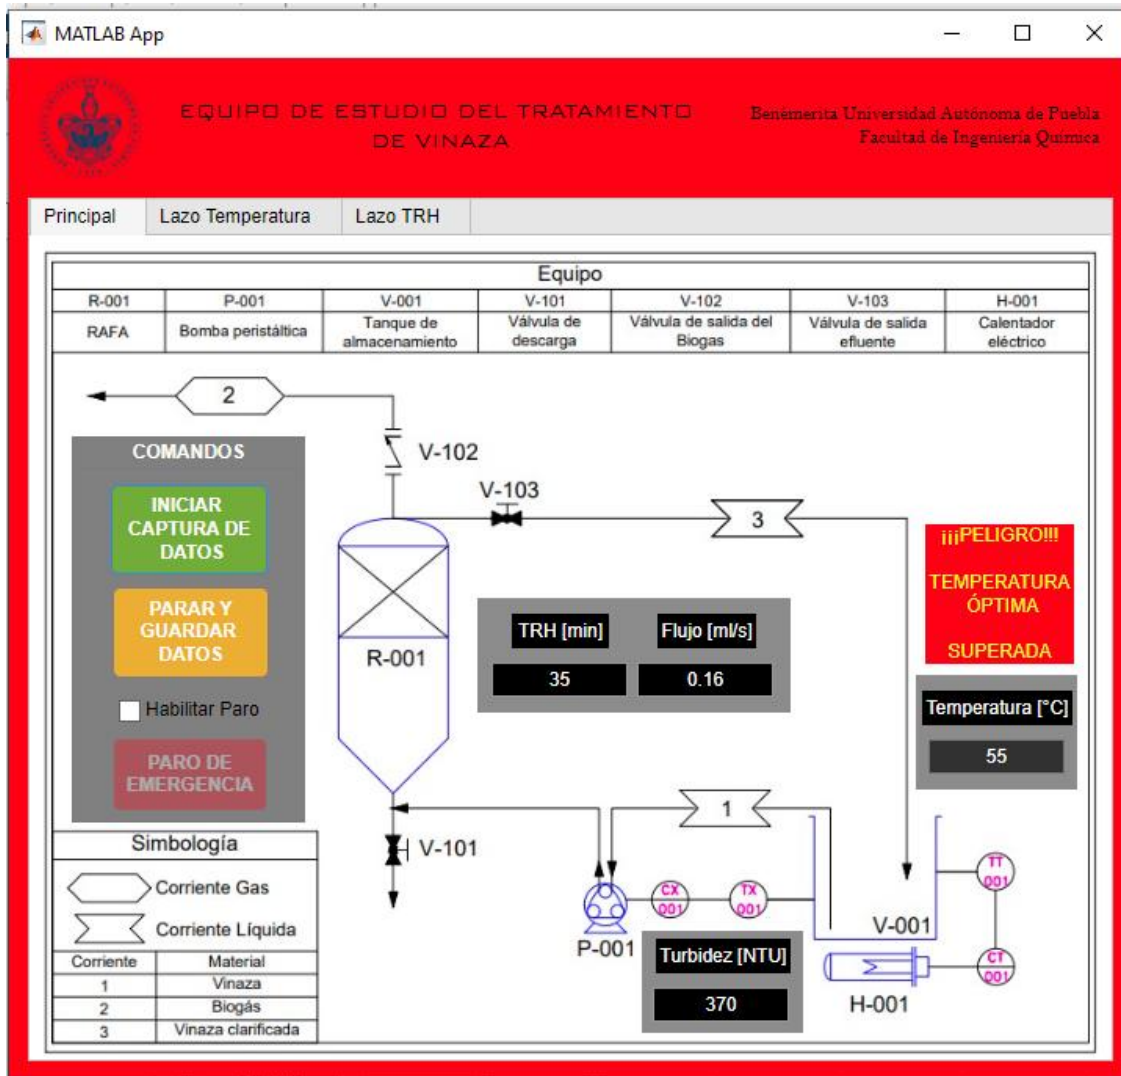 MATLAB App
EQUIPO DE ESTUDIO DEL TRATAMIENTO
DE VINAZA
Benémerita Universidad Autónoma de Puebla
Facultad de Ingeniería Química
Principal Lazo Temperatura Lazo TRH
Equipo
R-001 P-001 V-001 V-101 V-102 V-103 H-001
RAFA Bomba peristáltica Tanque de almacenamiento Válvula de descarga Válvula de salida del Biogas Válvula de salida efluente Calentador eléctrico
2
COMANDOS
V-102
V-103
INICIAR
CAPTURA DE
DATOS
3
¡¡¡PELIGRO!!!
TEMPERATURA
ÓPTIMA
SUPERADA
PARAR Y
GUARDAR
DATOS
TRH [min] Flujo [ml/s]
35 0.16
R-001
Habilitar Paro
Temperatura [°C]
55
PARO DE
EMERGENCIA
1
Simbología
V-101
Corriente Gas
Corriente Líquida
TT
001
CX
001
TX
001
V-001
P-001
CT
001
Turbidez [NTU]
370
H-001
Corriente Material
1 Vinaza
2 Biogás
3 Vinaza clarificada